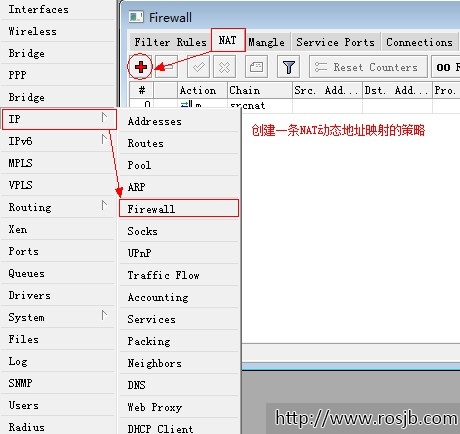 Interfaces
Wireless
Bridge
PPP
Bridge
IP
IPv6
MPLS
VPLS
Routing
Xen
Ports
Queues
Drivers
System
Files
Log
SNMP
Users
Radius
Addresses
Routes
Pool
ARP
Firewall
Socks
UPnP
Traffic Flow
Accounting
Services
Packing
Neighbors
DNS
Web Proxy
DHCP Client
Firewall
Filter Rules NAT Mangle Service Ports Connections
Reset Counters 00 R
# Action Chain Src. Ad... Dst. Ad... Pro.
0 m... srcnat
创建一条NAT动态地址映射的策略
http://www.rosjb.com